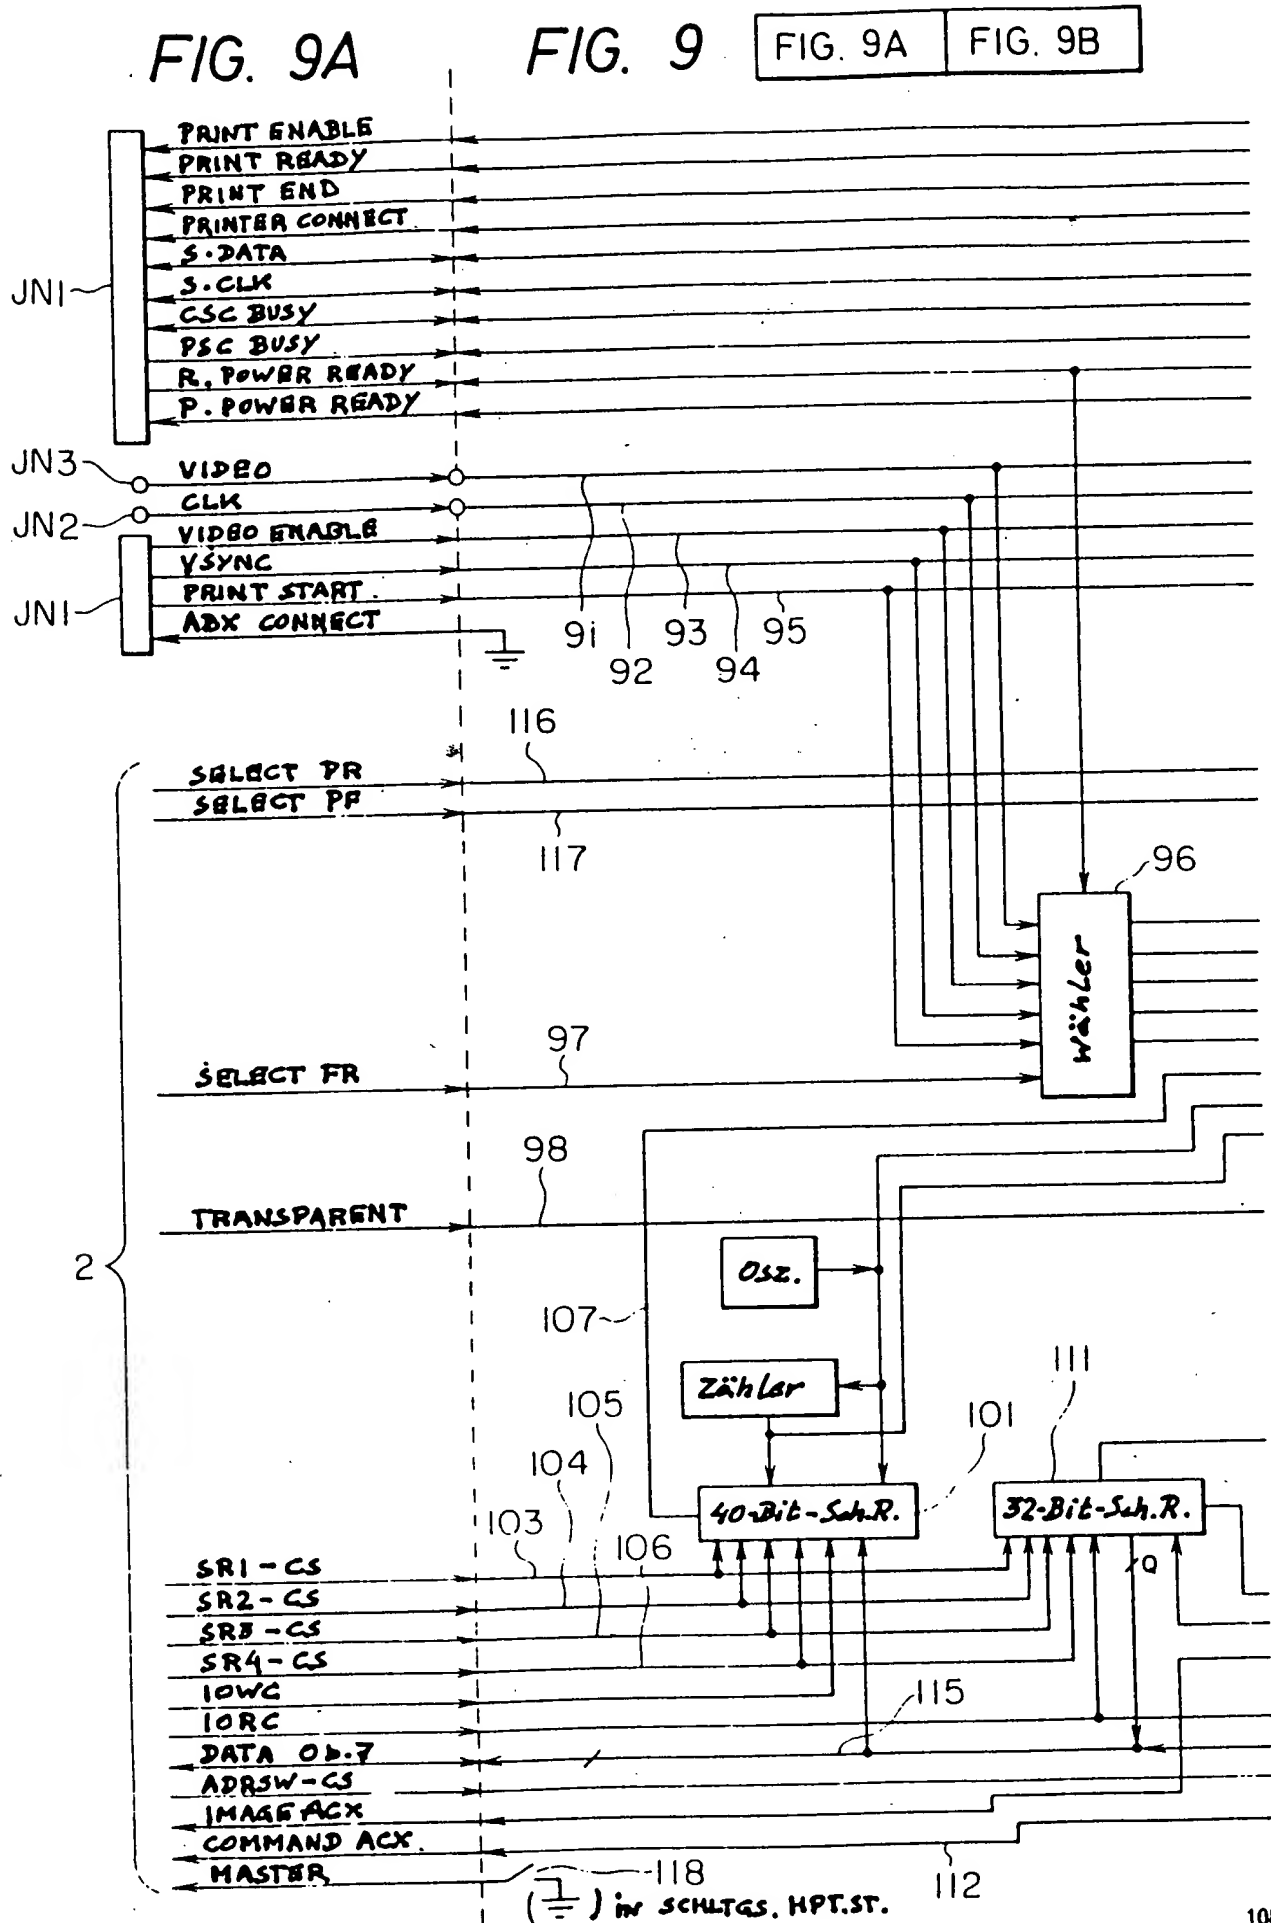 FIG. 9A
FIG. 9
FIG. 9A
FIG. 9B
PRINT ENABLE
PRINT READY
PRINT END
PRINTER CONNECT
S.DATA
JN1
S.CLK
CSC BUSY
PSC BUSY
R. POWER READY
P. POWER READY
JN3
VIDEO
CLK
JN2
VIDEO ENABLE
VSYNC
PRINT START
JN1
ADX CONNECT
91
92
93
94
95
116
SELECT PR
SELECT PF
117
96
Wähler
97
SELECT FR
98
TRANSPARENT
2
Osz.
107
Zähler
111
105
101
104
40-Bit-Sch.R.
32-Bit-Sch.R.
103
106
Q
SR1-CS
SR2-CS
SR3-CS
SR4-CS
IOWC
IORC
115
DATA 0b.7
ADRSW-CS
IMAGE ACX
COMMAND ACX.
112
MASTER
118
( ) in SCHLTGS. HPT.ST.